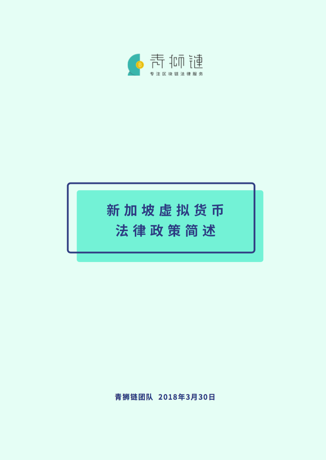 青狮链
专注区块链法律服务
新加坡虚拟货币
法律政策简述
青狮链团队 2018年3月30日